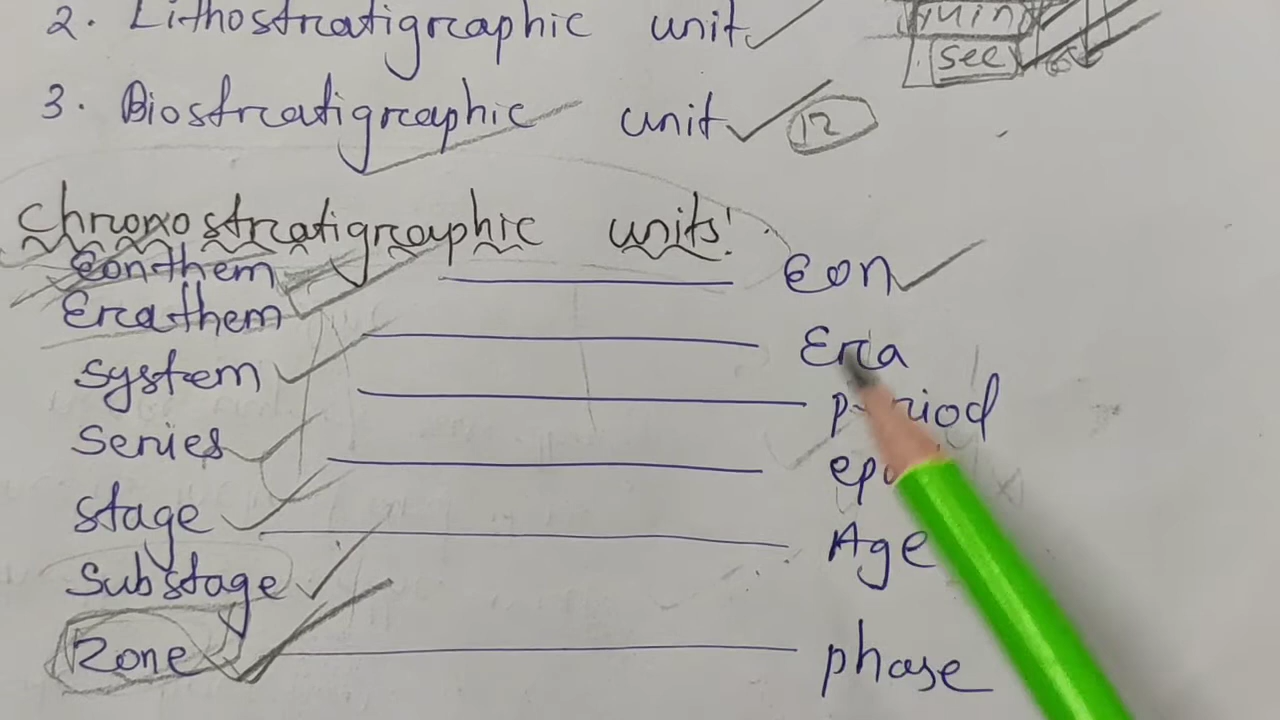 2. Lithostratigraphic unit
see
3. Biostratigraphic unit 12
Chronostratigraphic units:
Eonthem Eon
Erathem Era
System Period
Series
Stage Age
Substage
Zone phase